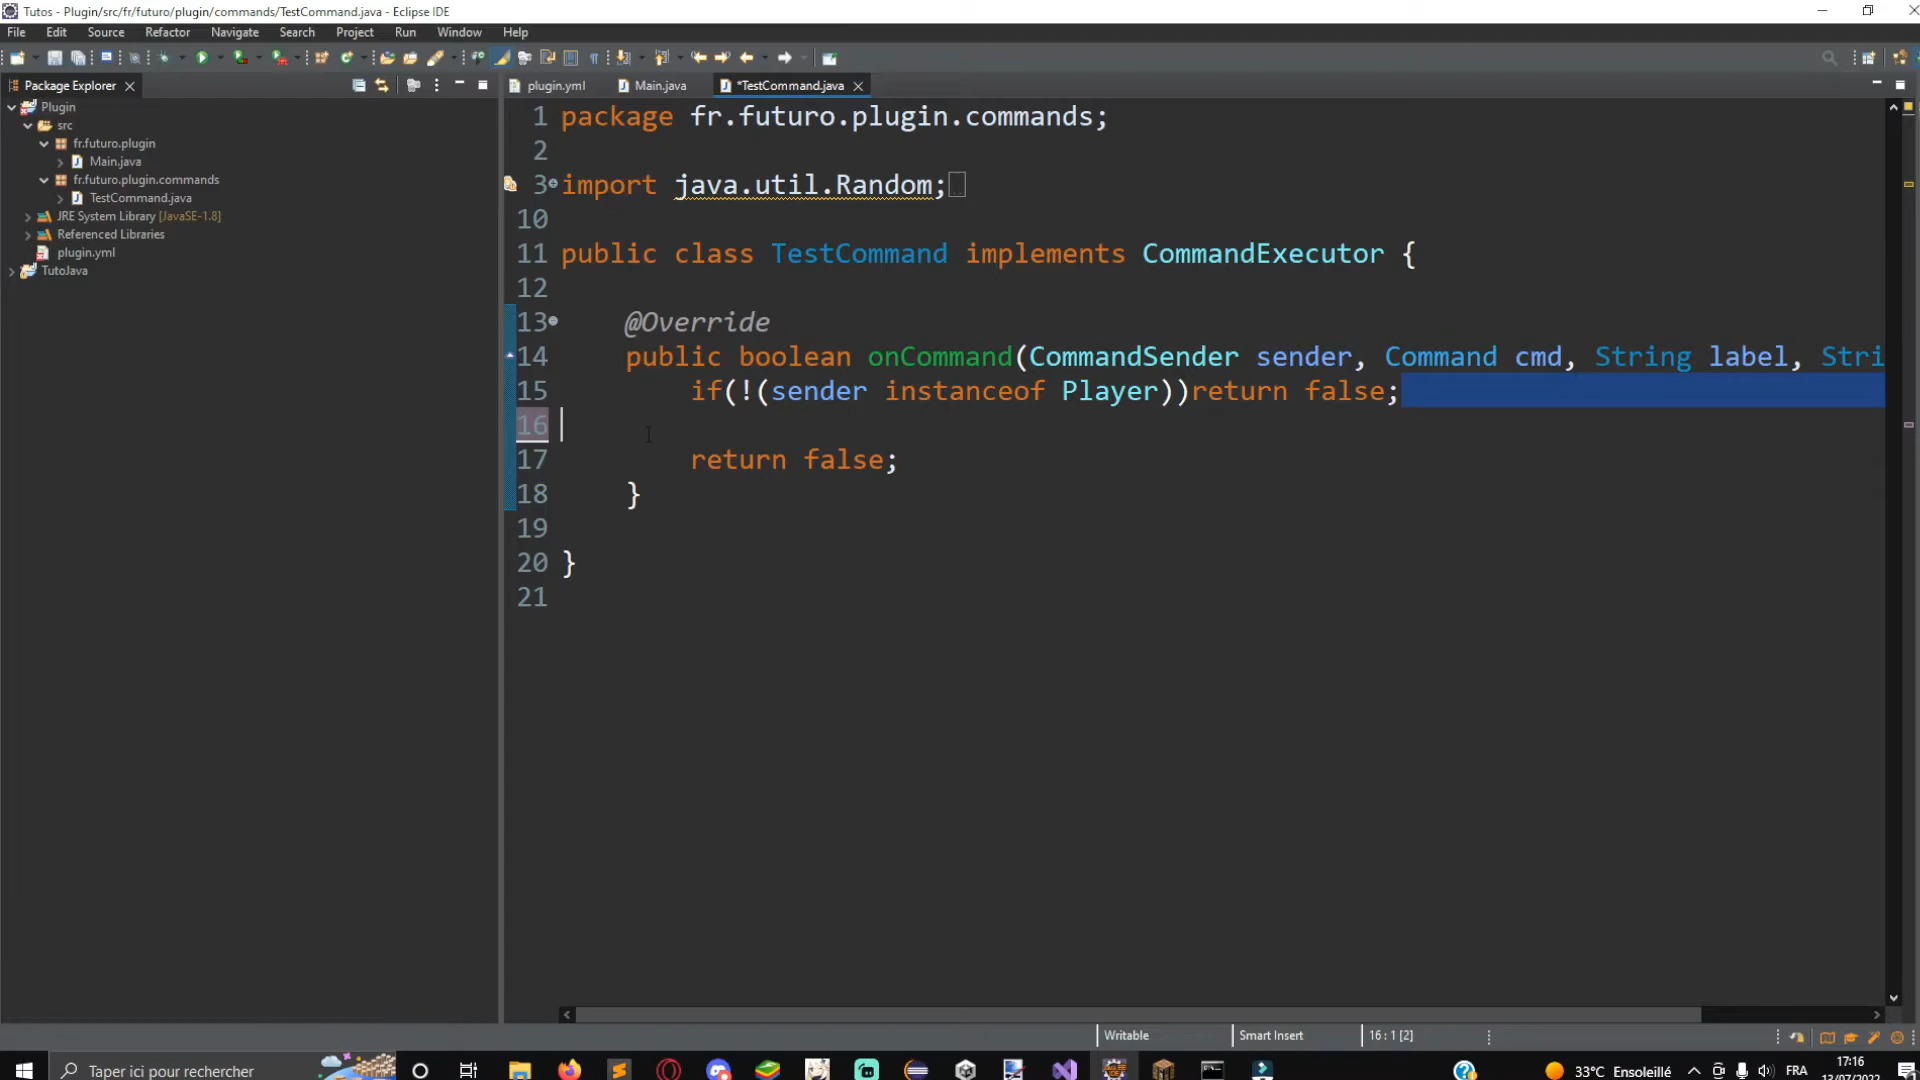 Tutos - Plugin/src/fr/futuro/plugin/commands/TestCommand.java - Eclipse IDE
File Edit Source Refactor Navigate Search Project Run Window Help
Package Explorer
Plugin
src
fr.futuro.plugin
Main.java
fr.futuro.plugin.commands
TestCommand.java
JRE System Library [JavaSE-1.8]
Referenced Libraries
plugin.yml
TutoJava
plugin.yml Main.java *TestCommand.java
1 package fr.futuro.plugin.commands;
2
3 import java.util.Random;
10
11 public class TestCommand implements CommandExecutor {
12
13 @Override
14 public boolean onCommand(CommandSender sender, Command cmd, String label, Stri
15 if(!(sender instanceof Player))return false;
16
17 return false;
18 }
19
20 }
21
Writable Smart Insert 16 : 1 [2]
Taper ici pour rechercher
33°C Ensoleillé FRA 17:16